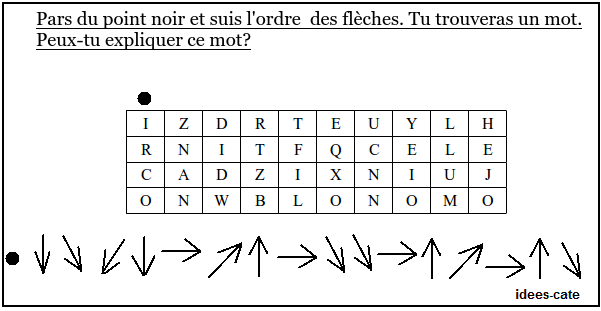 Pars du point noir et suis l'ordre  des flèches. Tu trouveras un mot.
Peux-tu expliquer ce mot?
I Z D R T E U Y L H
R N I T F Q C E L E
C A D Z I X N I U J
O N W B L O N O M O
idees-cate